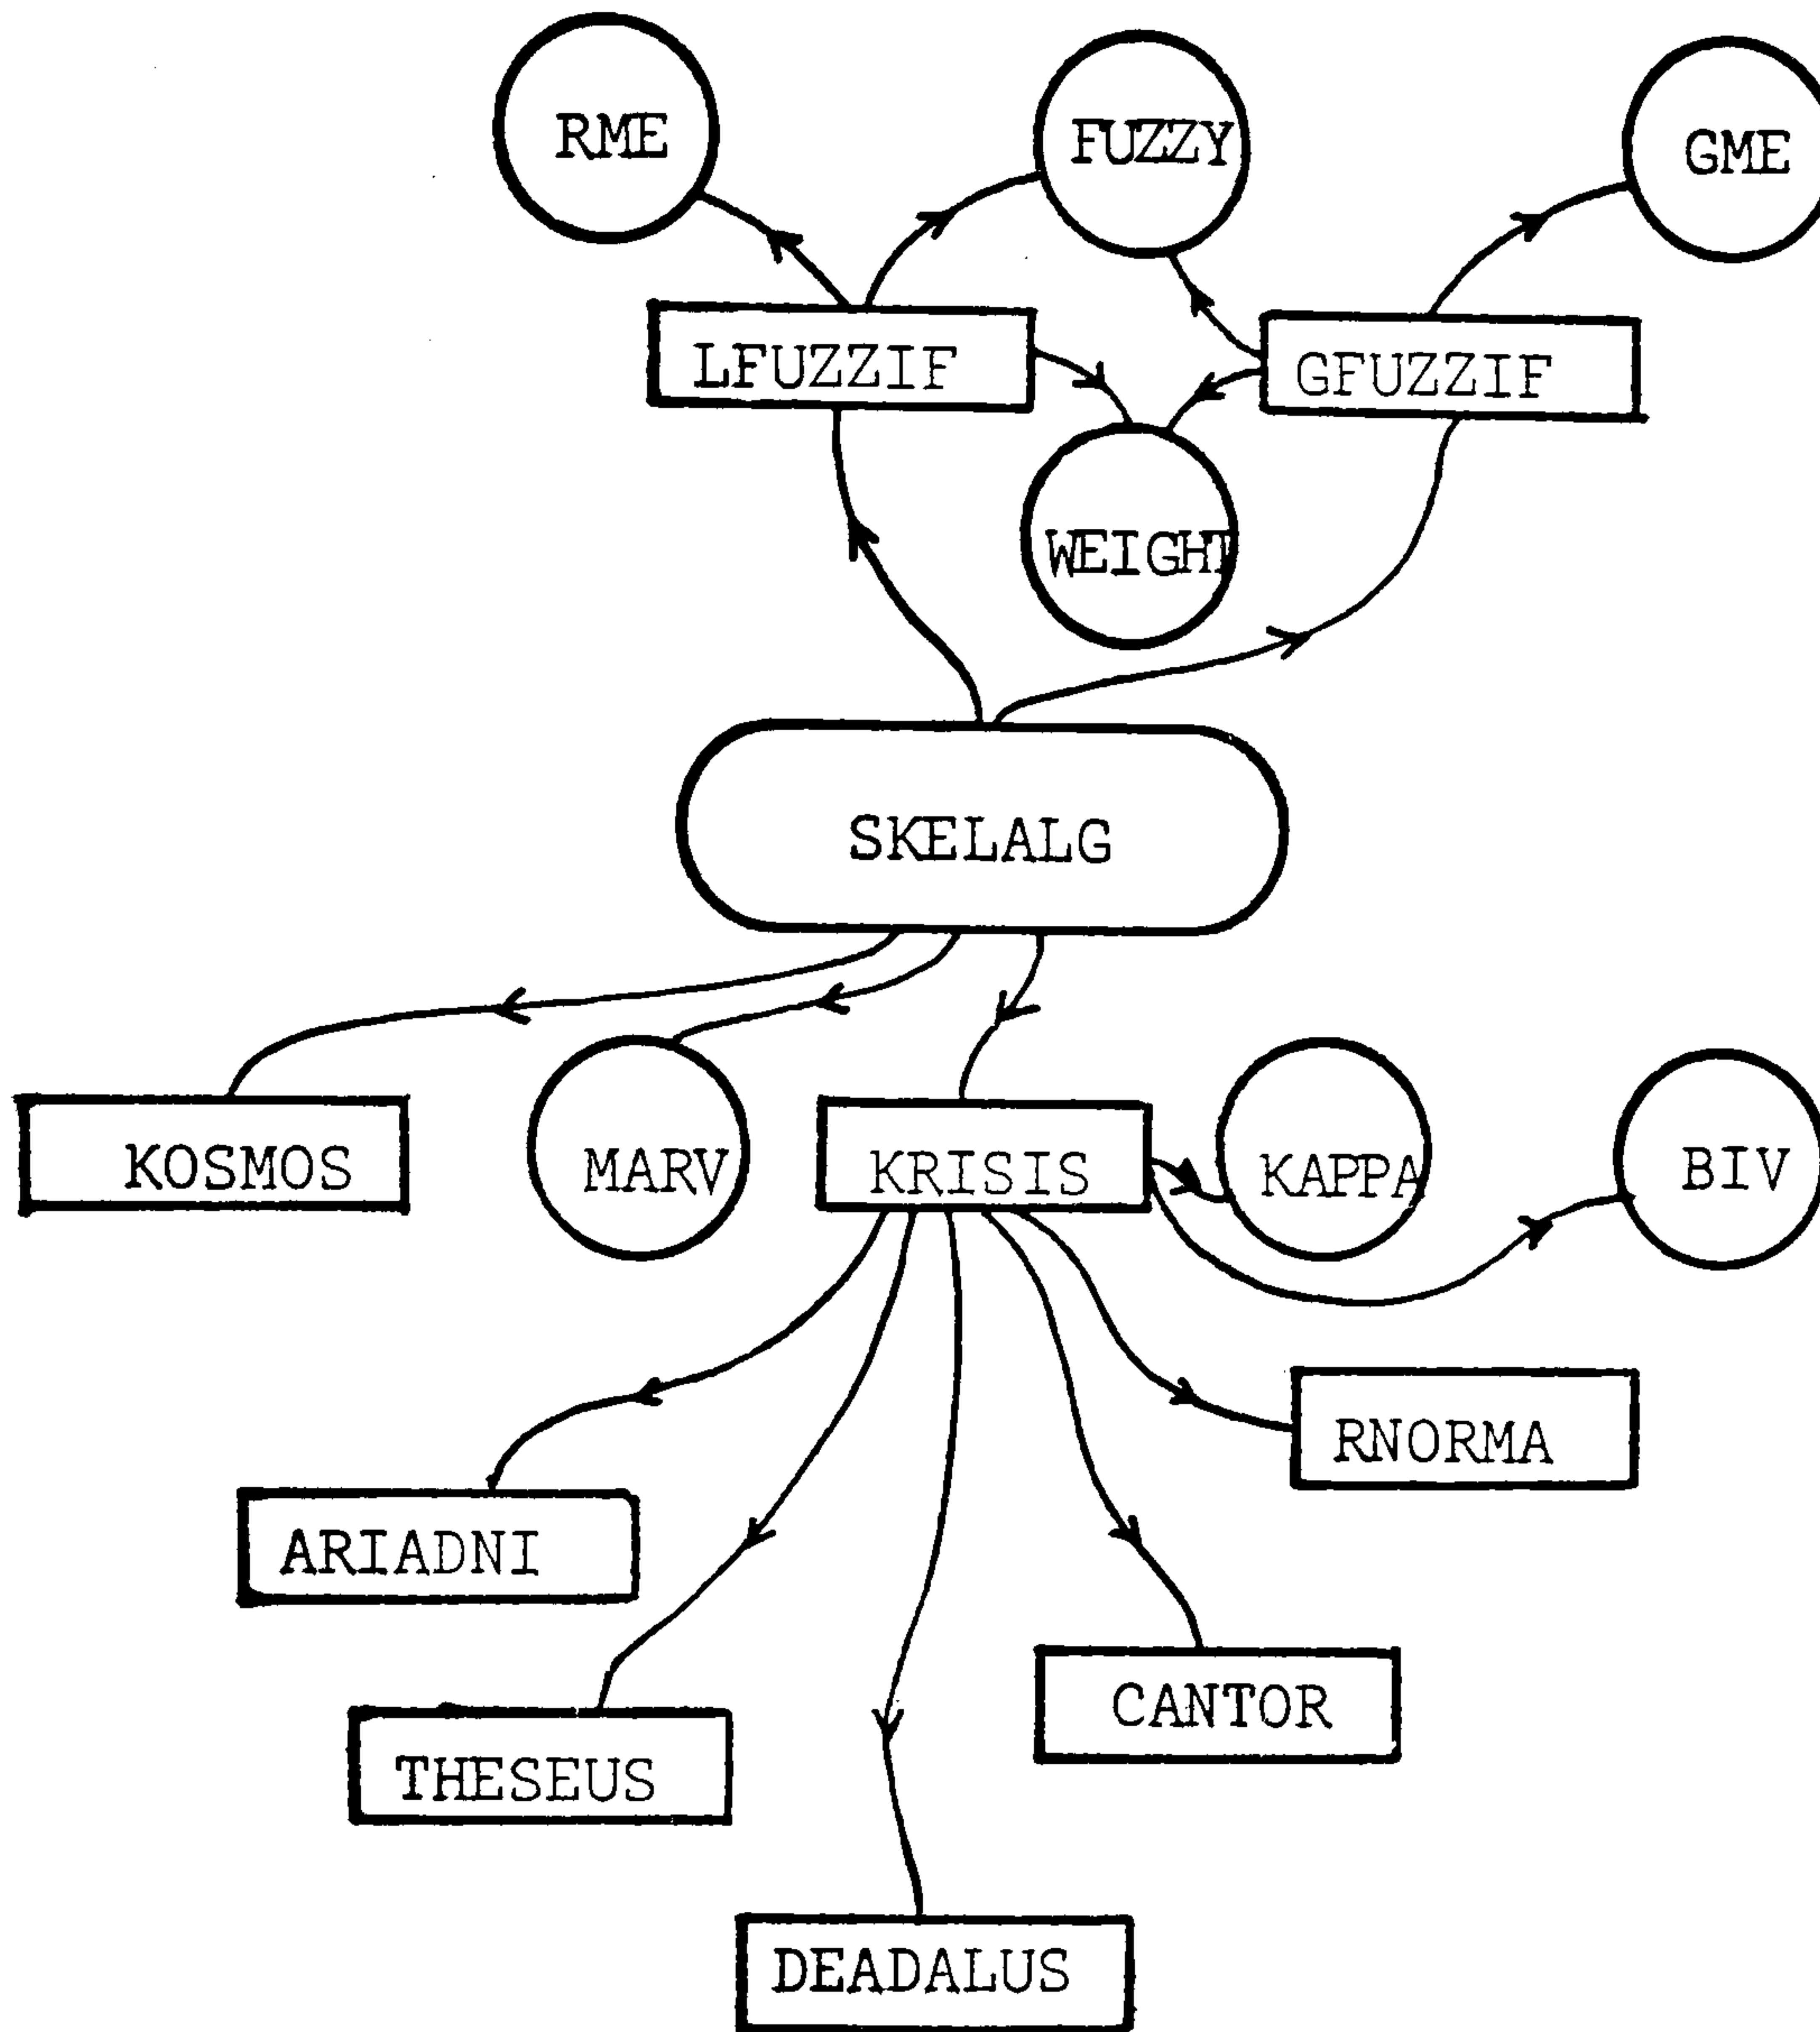 RME
FUZZY
GME
LFUZZIF
GFUZZIF
WEIGHT
SKELALG
KOSMOS
MARV
KRISIS
KAPPA
BIV
RNORMA
ARIADNI
CANTOR
THESEUS
DEADALUS